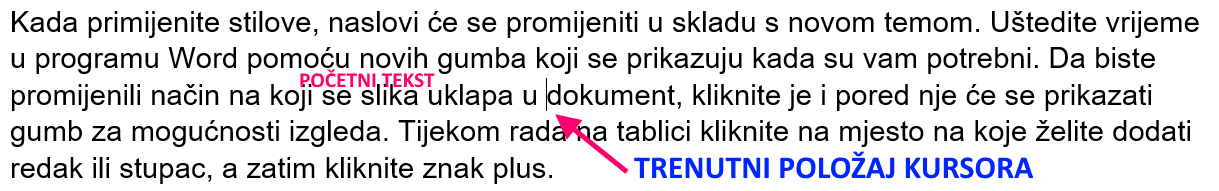 Kada primijenite stilove, naslovi će se promijeniti u skladu s novom temom. Uštedite vrijeme
u programu Word pomoću novih gumba koji se prikazuju kada su vam potrebni. Da biste
POČETNI TEKST
promijenili način na koji se slika uklapa u dokument, kliknite je i pored nje će se prikazati
gumb za mogućnosti izgleda. Tijekom rada na tablici kliknite na mjesto na koje želite dodati
redak ili stupac, a zatim kliknite znak plus.
TRENUTNI POLOŽAJ KURSORA